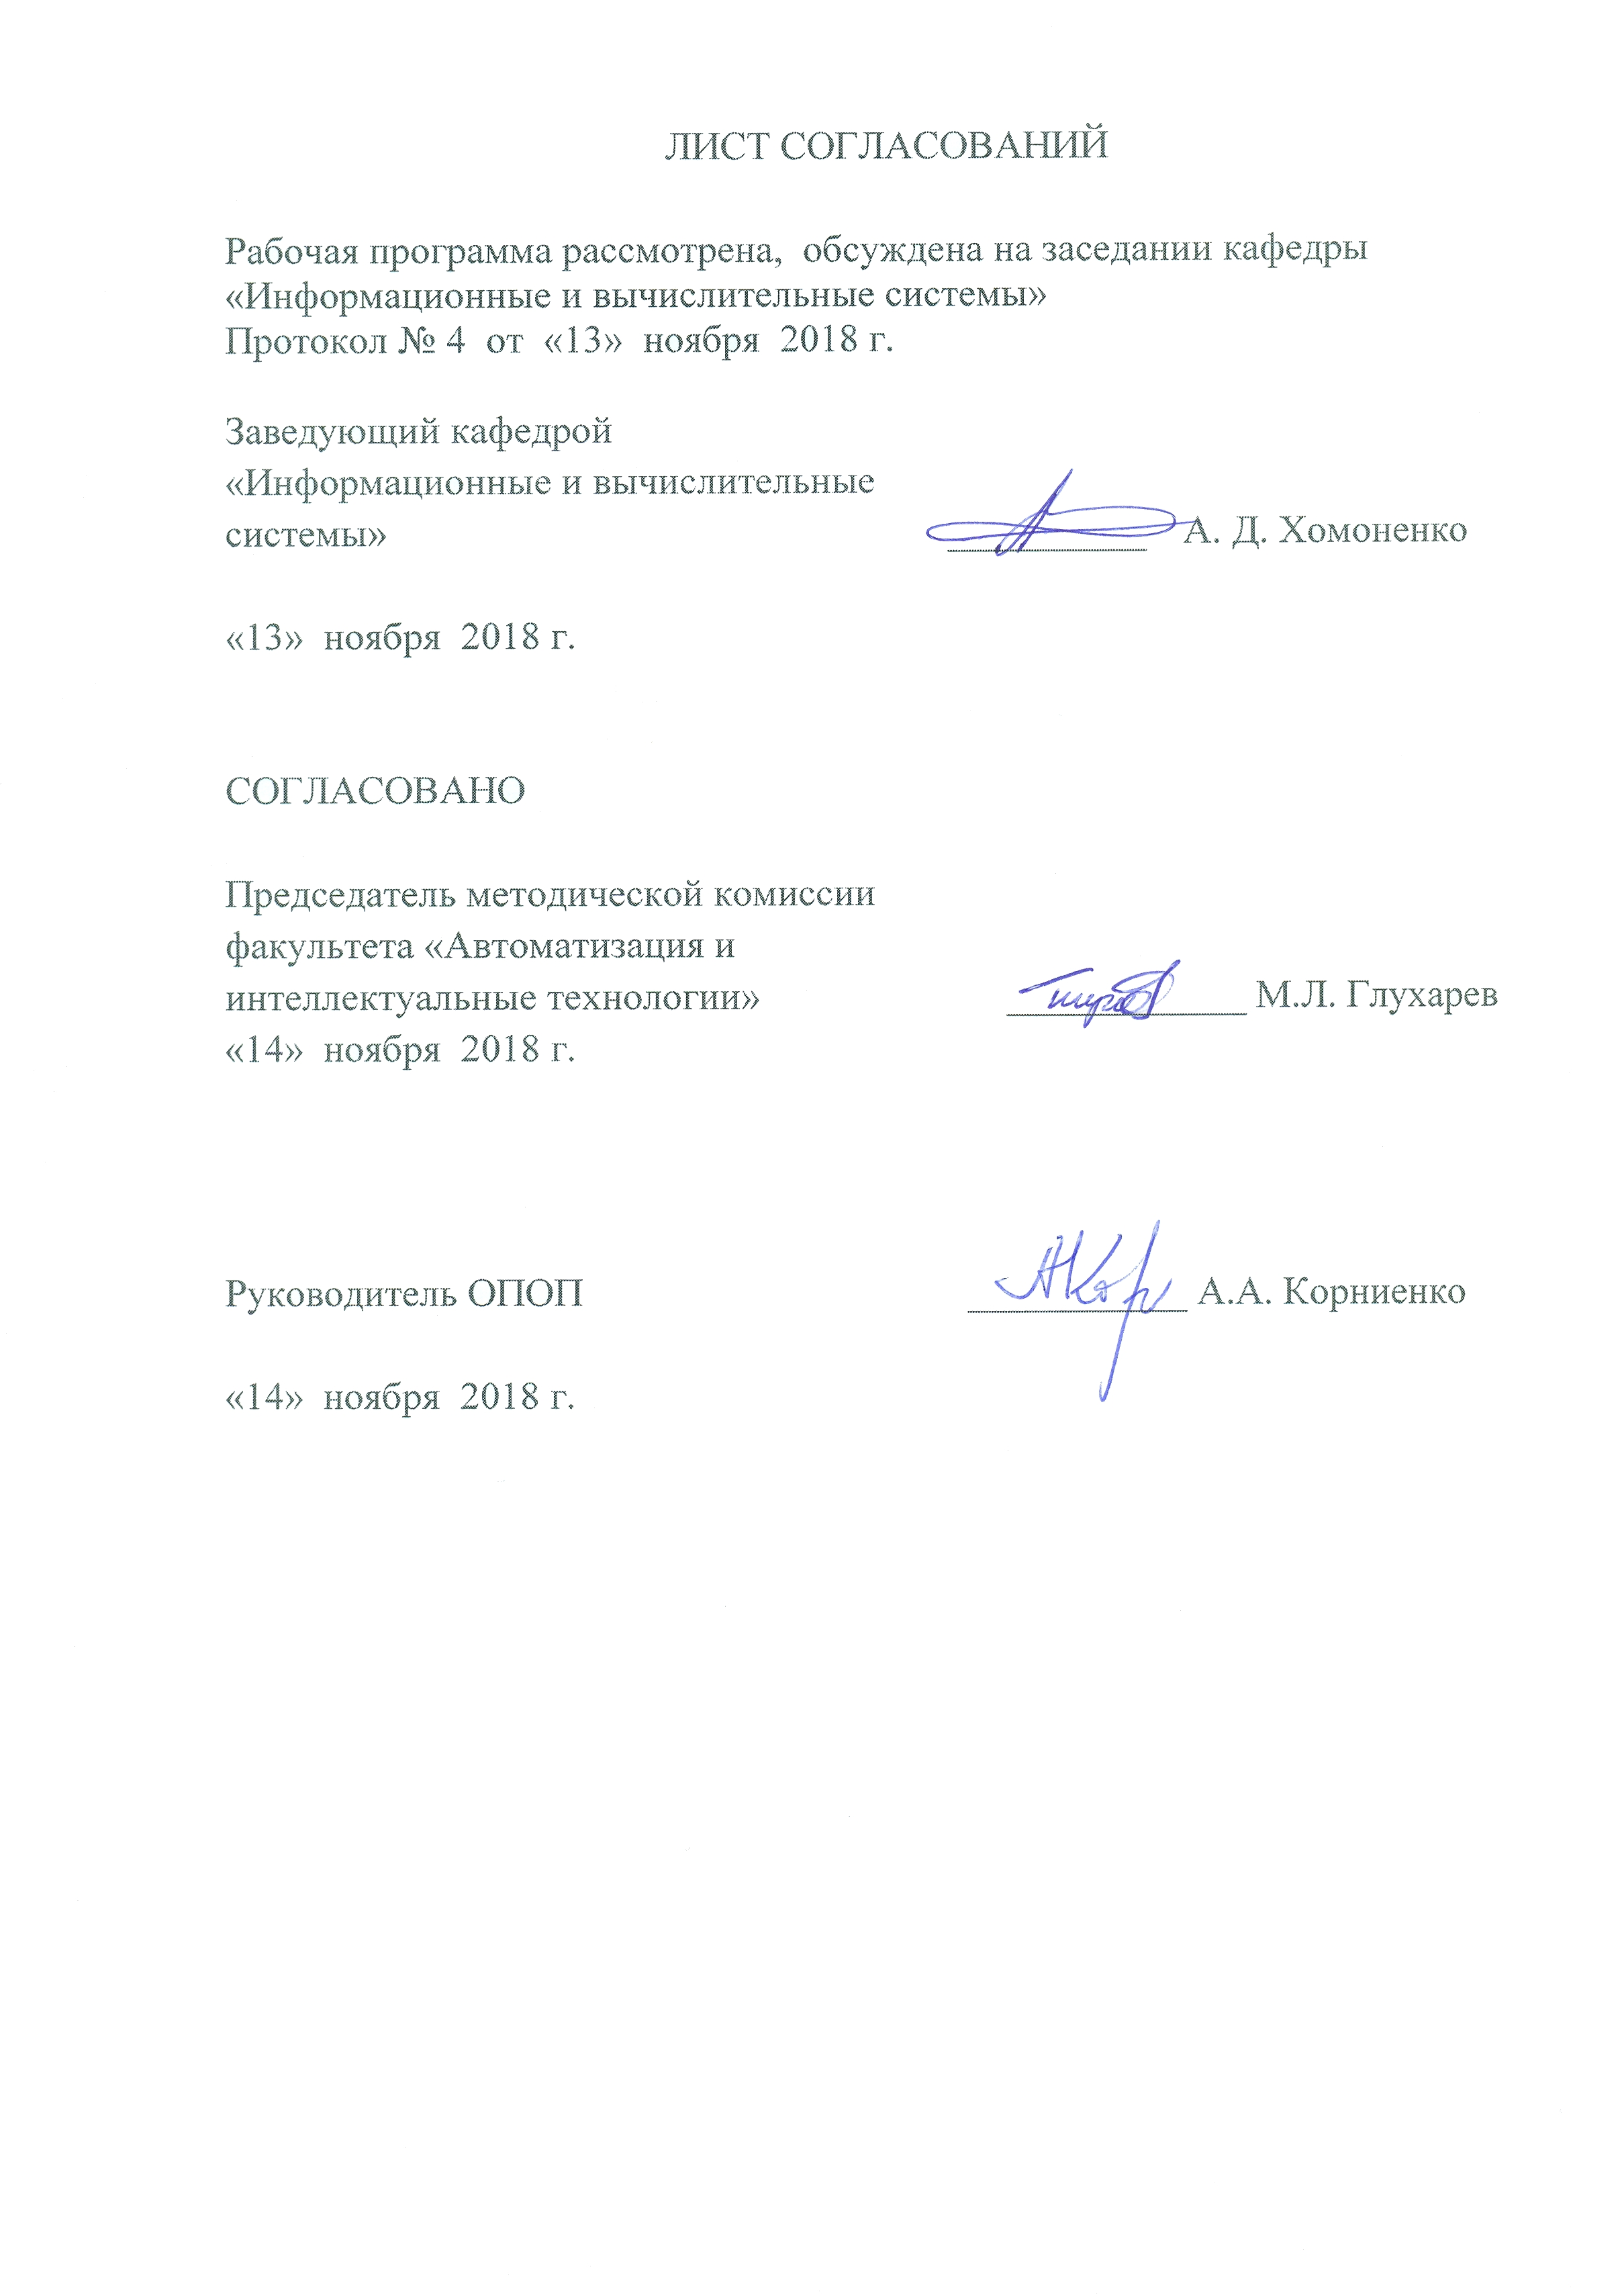 ЛИСТ СОГЛАСОВАНИЙ
Рабочая программа рассмотрена, обсуждена на заседании кафедры
«Информационные и вычислительные системы»
Протокол № 4 от «13» ноября 2018 г.
Заведующий кафедрой
«Информационные и вычислительные
системы» А. Д. Хомоненко
«13» ноября 2018 г.
СОГЛАСОВАНО
Председатель методической комиссии
факультета «Автоматизация и
интеллектуальные технологии» М.Л. Глухарев
«14» ноября 2018 г.
Руководитель ОПОП А.А. Корниенко
«14» ноября 2018 г.